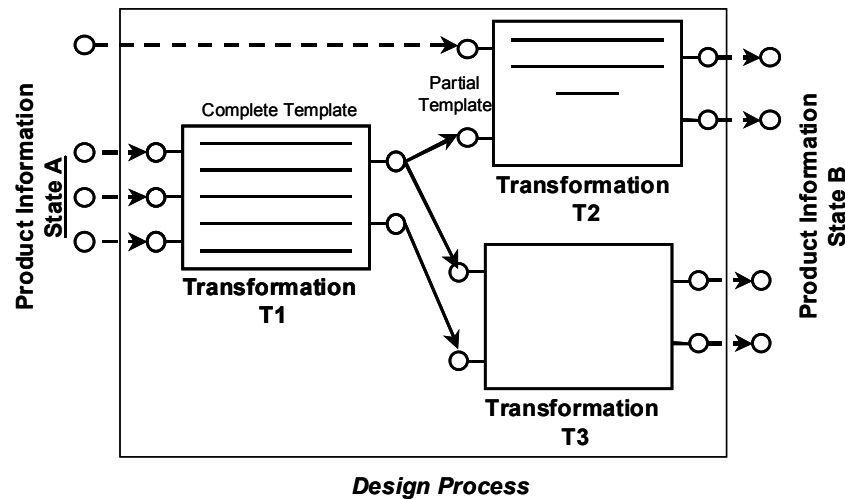 Product Information
State A
Complete Template
Transformation
T1
Partial
Template
Transformation
T2
Transformation
T3
Product Information
State B
Design Process